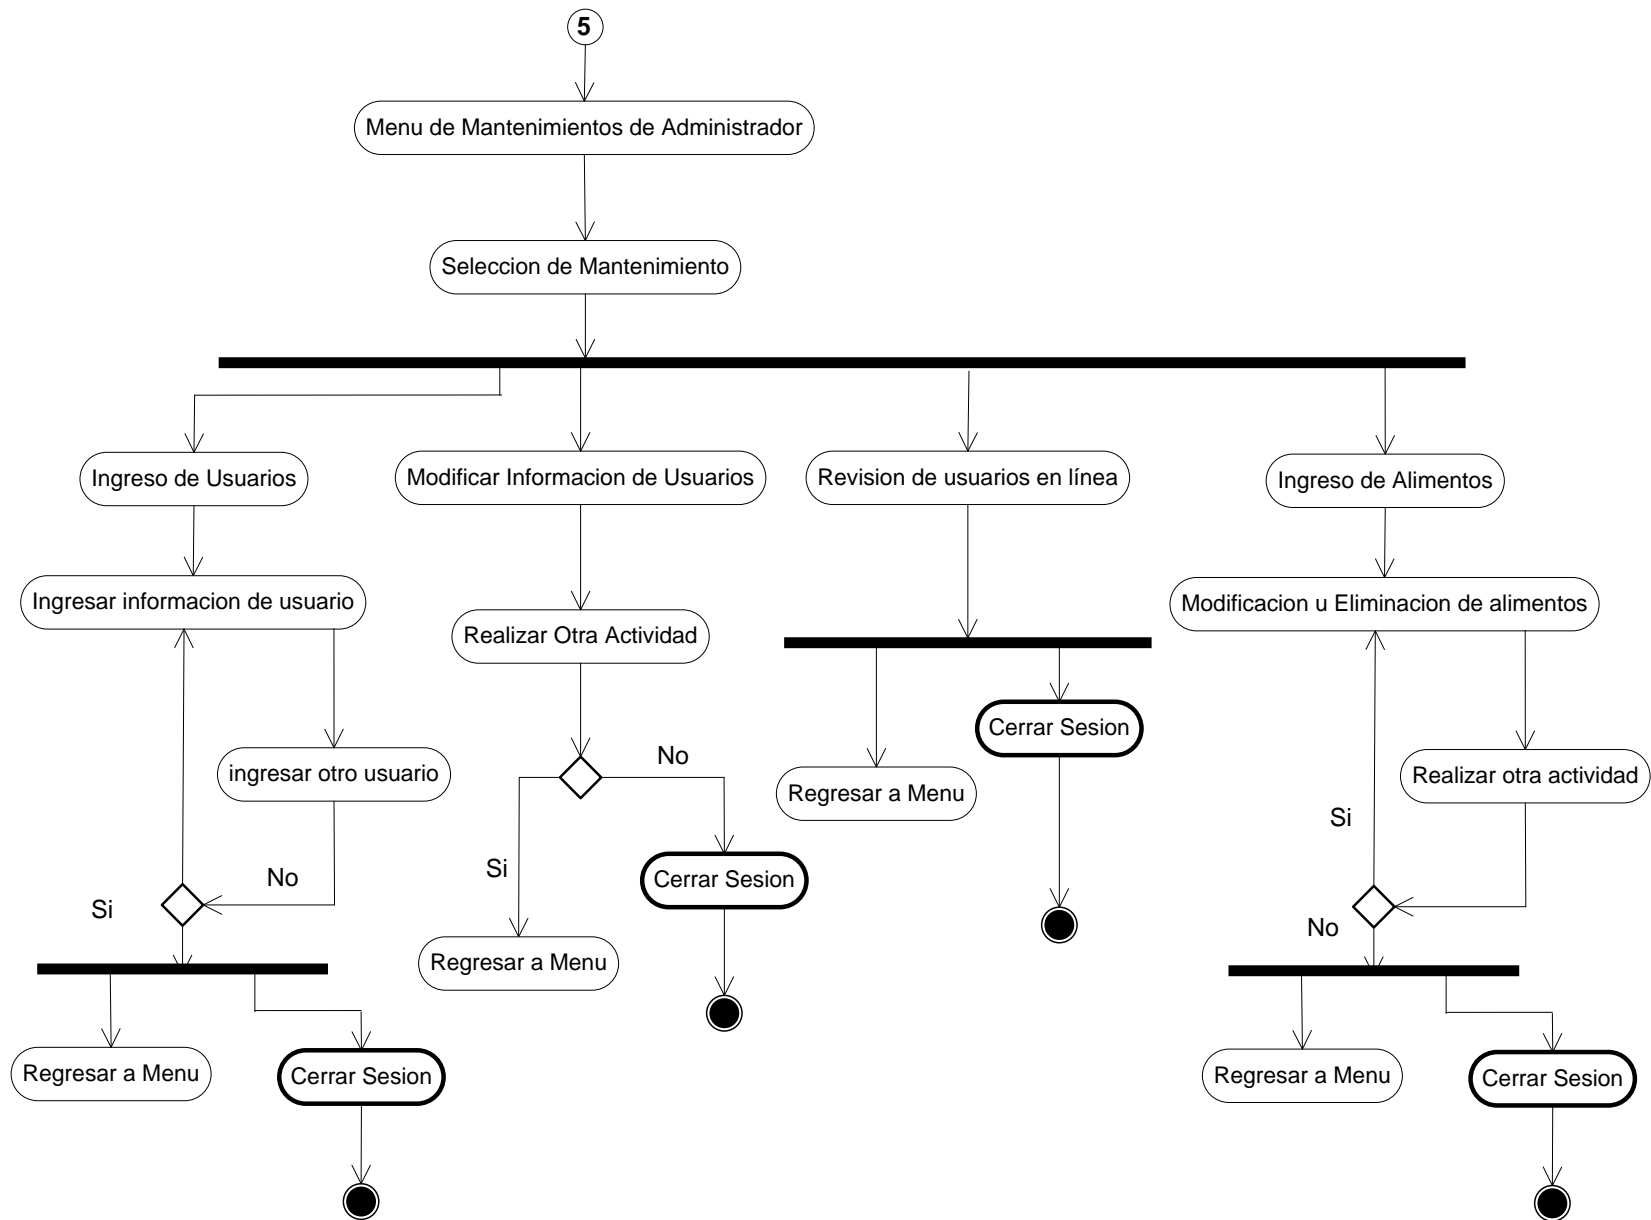 5
Menu de Mantenimientos de Administrador
Seleccion de Mantenimiento
Ingreso de Usuarios
Modificar Informacion de Usuarios
Revision de usuarios en línea
Ingreso de Alimentos
Ingresar informacion de usuario
Realizar Otra Actividad
Modificacion u Eliminacion de alimentos
Cerrar Sesion
ingresar otro usuario
No
Regresar a Menu
Realizar otra actividad
Si
Si
No
Cerrar Sesion
Si
No
Regresar a Menu
Regresar a Menu
Cerrar Sesion
Regresar a Menu
Cerrar Sesion